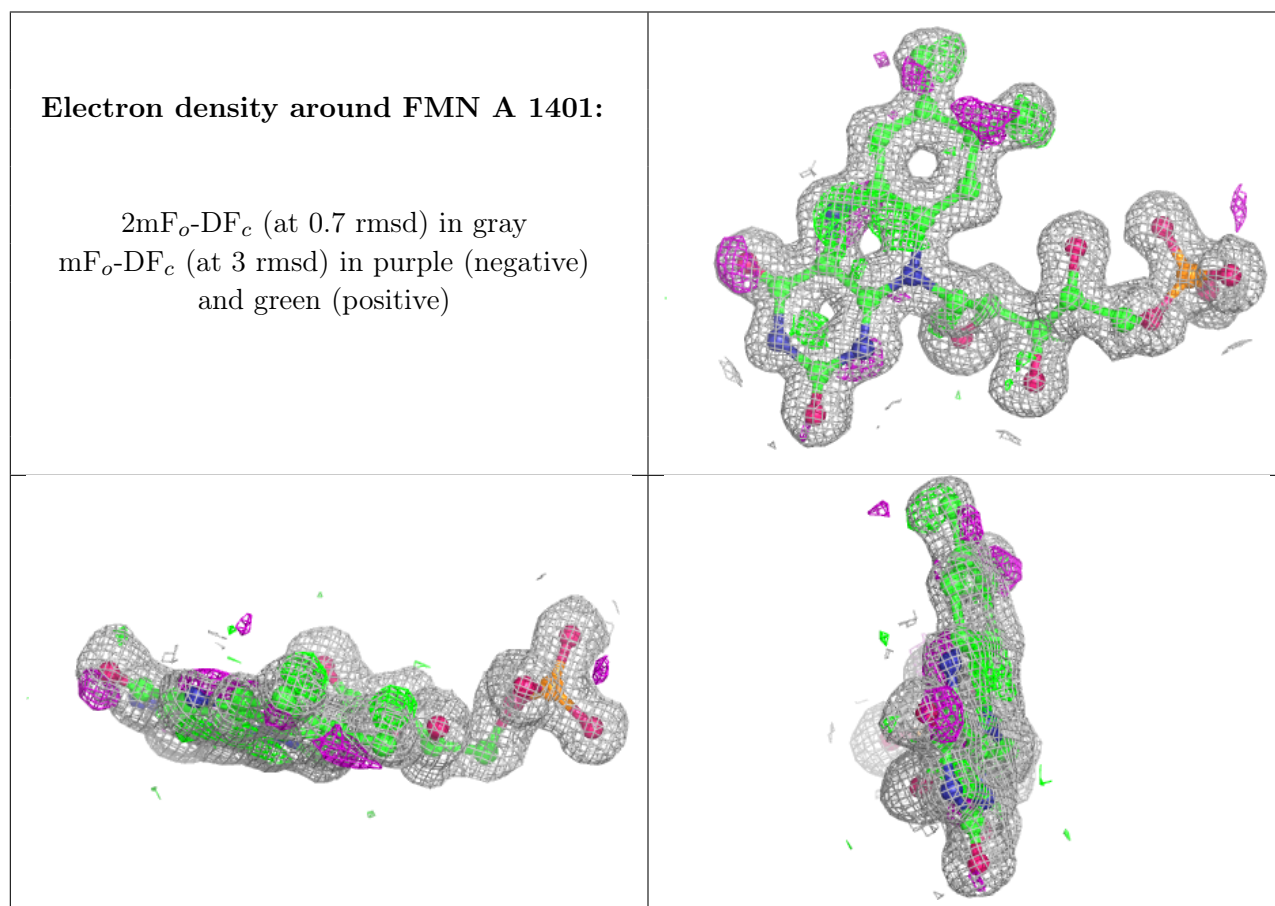 Electron density around FMN A 1401:
2mFo-DFc (at 0.7 rmsd) in gray
mFo-DFc (at 3 rmsd) in purple (negative)
and green (positive)